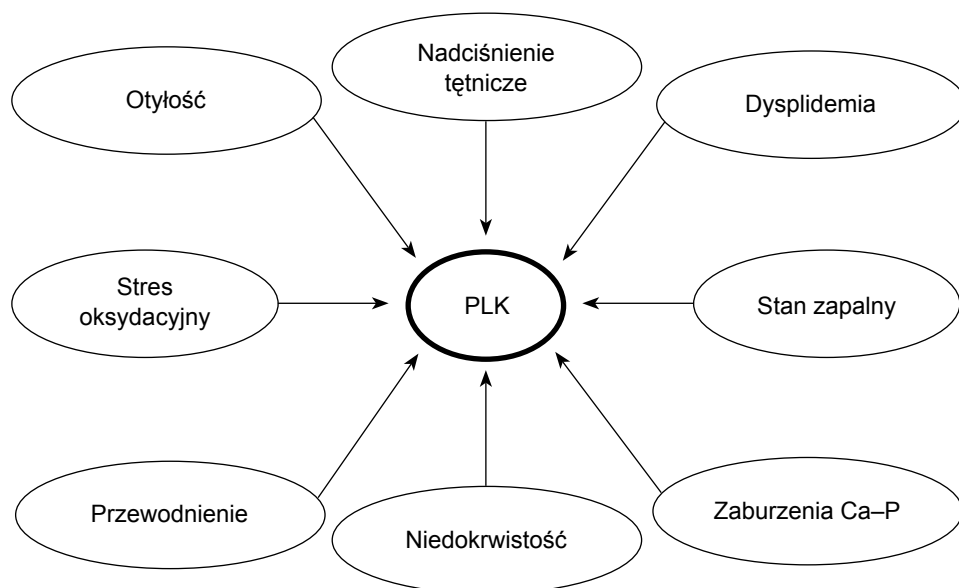 Nadciśnienie
tętnicze
Otyłość
Dysplidemia
Stres
oksydacyjny
PLK
Stan zapalny
Przewodnienie
Niedokrwistość
Zaburzenia Ca–P